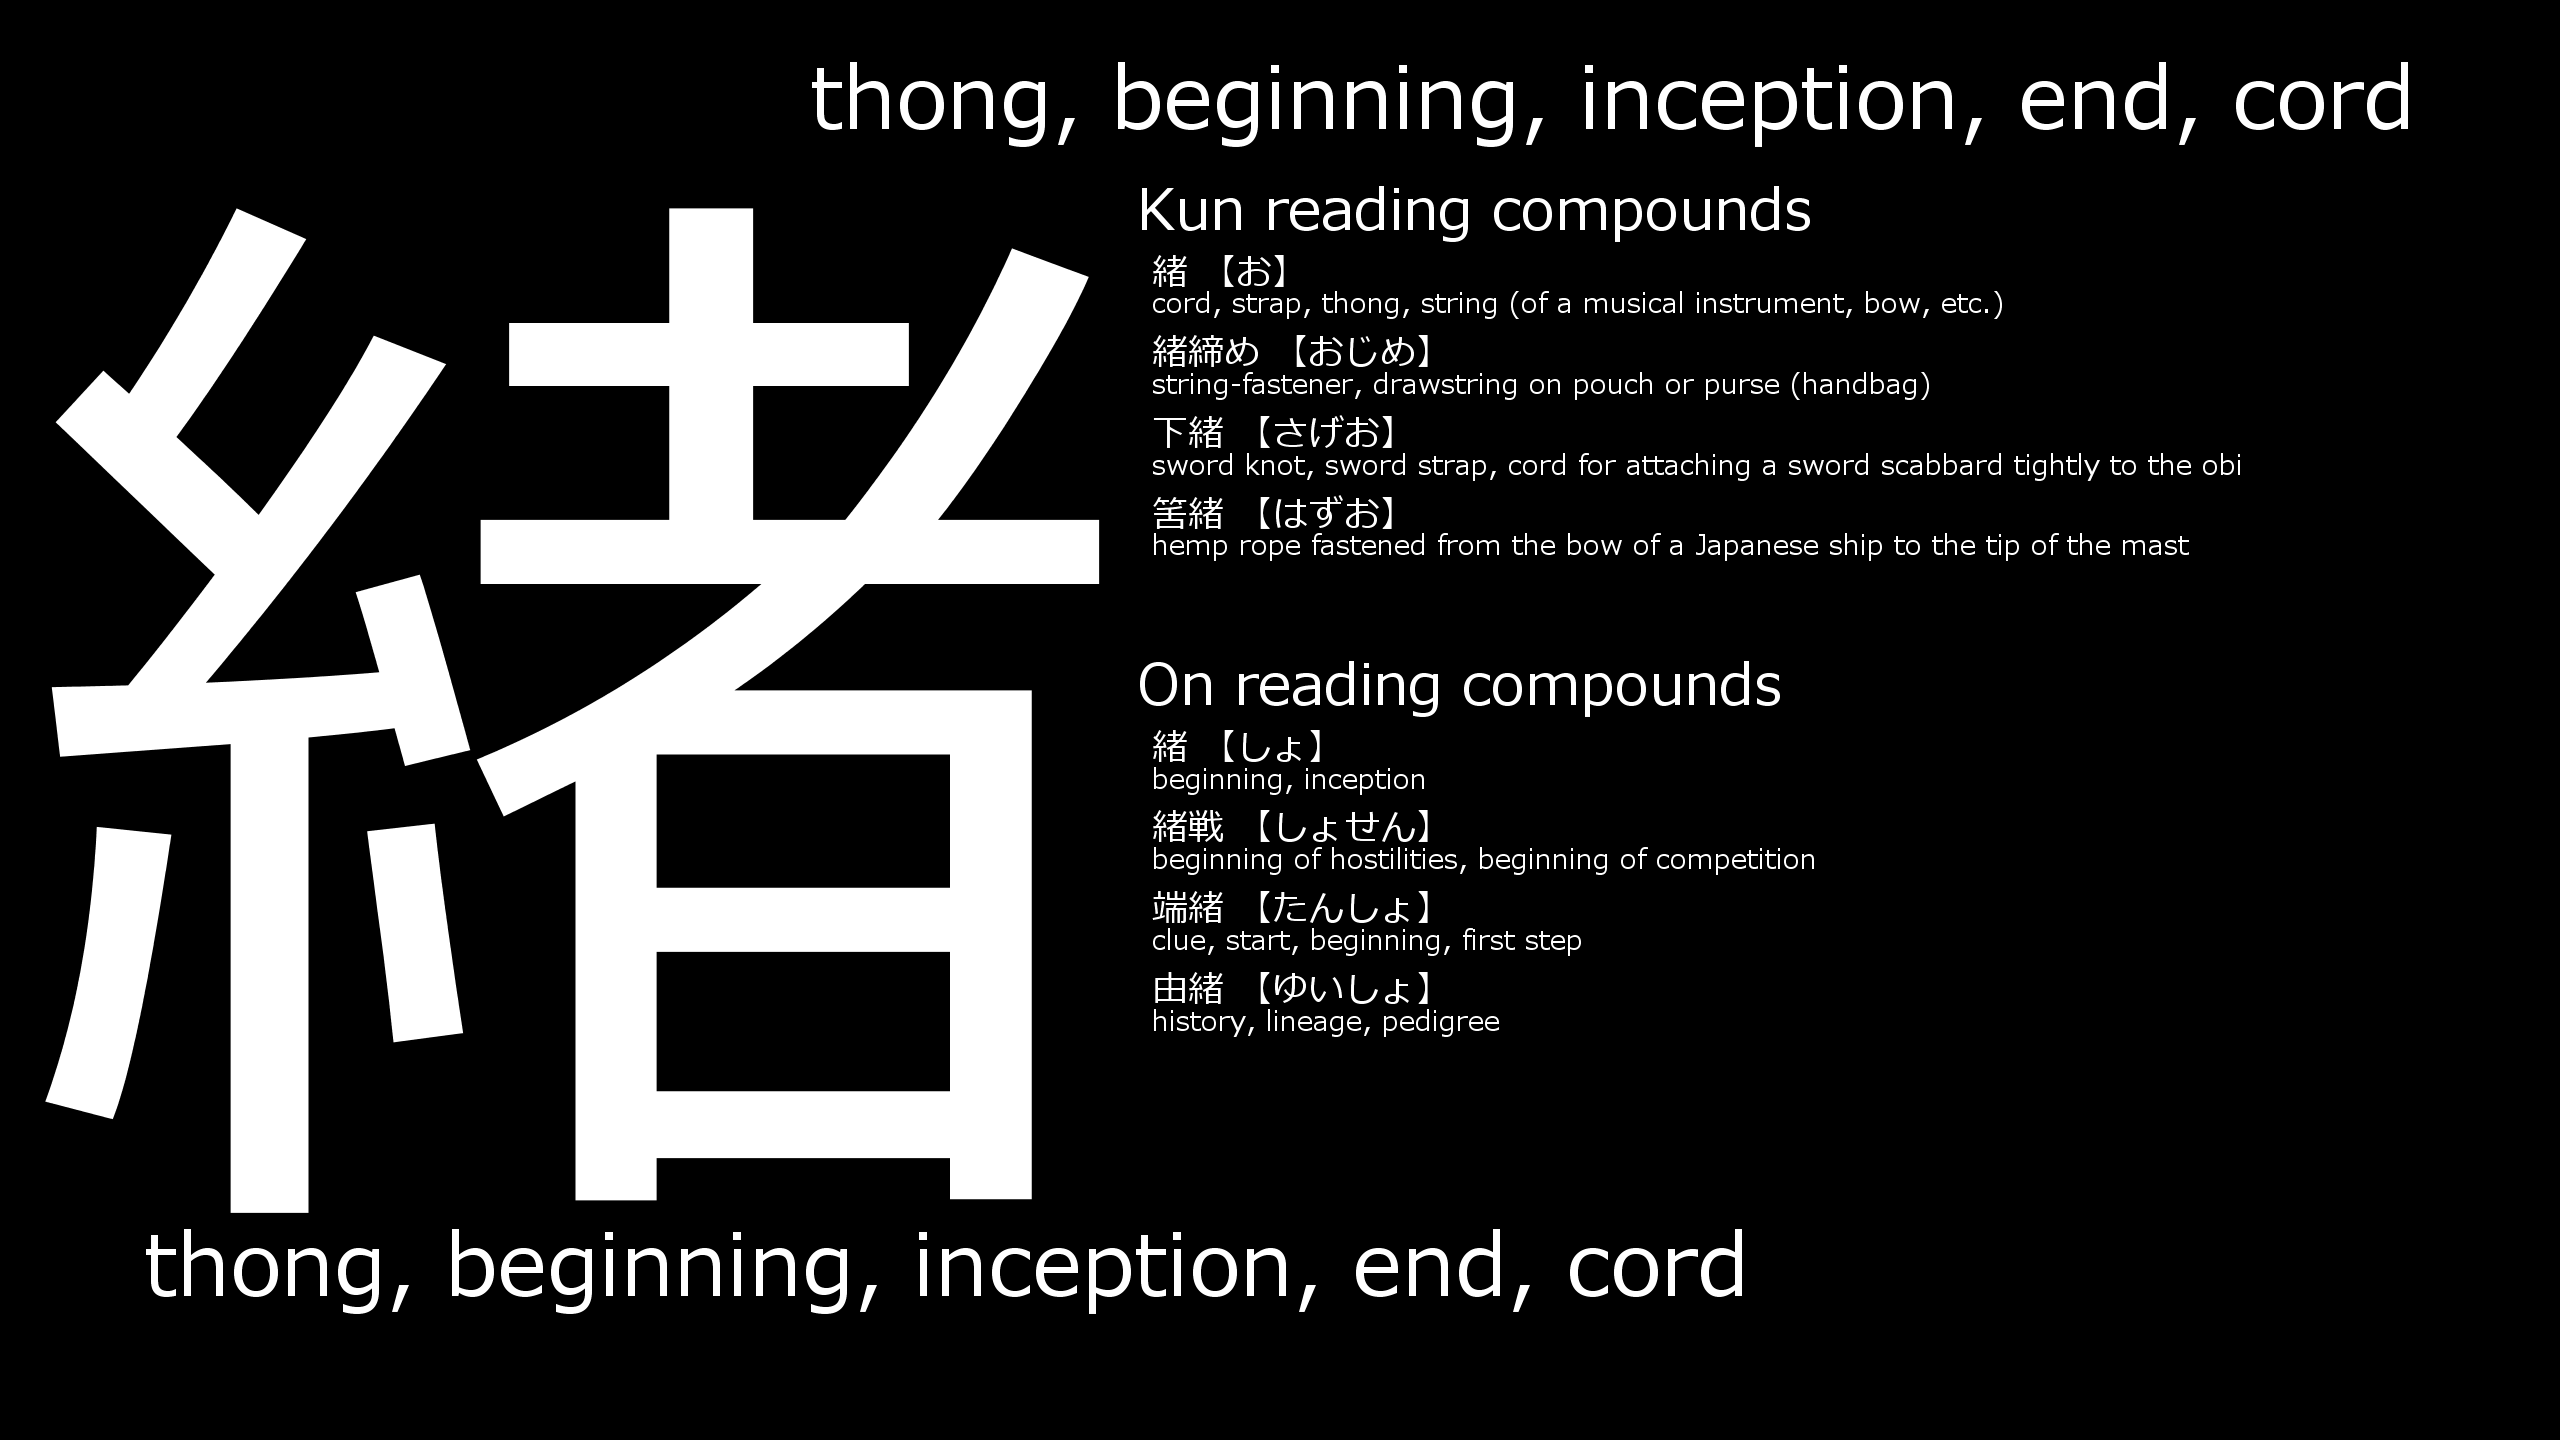 thong, beginning, inception, end, cord
緒
Kun reading compounds
緒 【お】
cord, strap, thong, string (of a musical instrument, bow, etc.)
緒締め 【おじめ】
string-fastener, drawstring on pouch or purse (handbag)
下緒 【さげお】
sword knot, sword strap, cord for attaching a sword scabbard tightly to the obi
筈緒 【はずお】
hemp rope fastened from the bow of a Japanese ship to the tip of the mast
On reading compounds
緒 【しょ】
beginning, inception
緒戦 【しょせん】
beginning of hostilities, beginning of competition
端緒 【たんしょ】
clue, start, beginning, first step
由緒 【ゆいしょ】
history, lineage, pedigree
thong, beginning, inception, end, cord